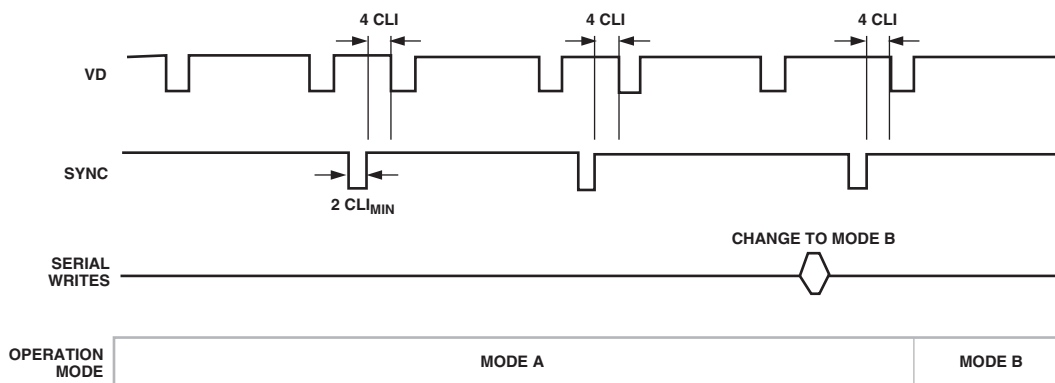 4 CLI 4 CLI 4 CLI
VD
SYNC
2 CLIMIN
CHANGE TO MODE B
SERIAL
WRITES
OPERATION
MODE
MODE A MODE B